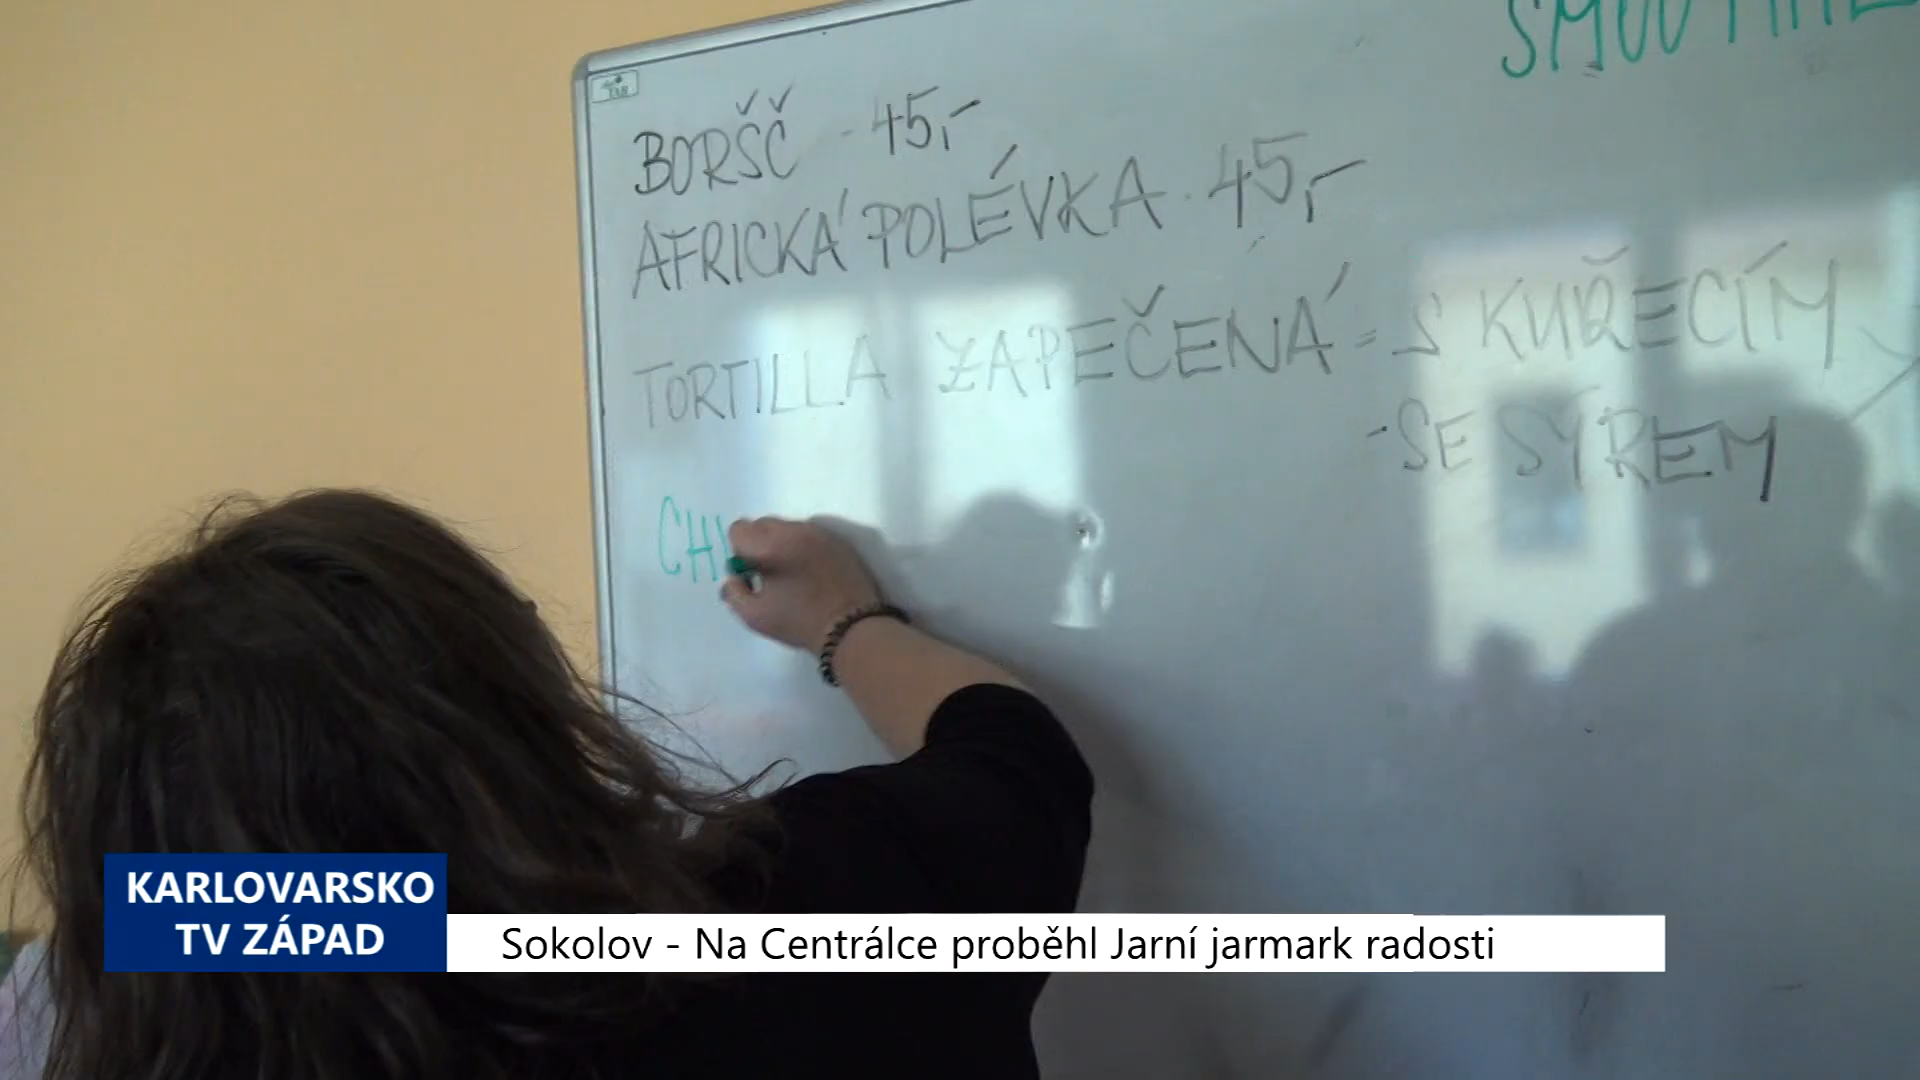 BORŠČ - 45,-
AFRICKÁ POLÉVKA - 45,-
TORTILLA ZAPEČENÁ - S KUŘECÍM
- SE SÝREM
KARLOVARSKO
TV ZÁPAD
Sokolov - Na Centrálce proběhl Jarní jarmark radosti